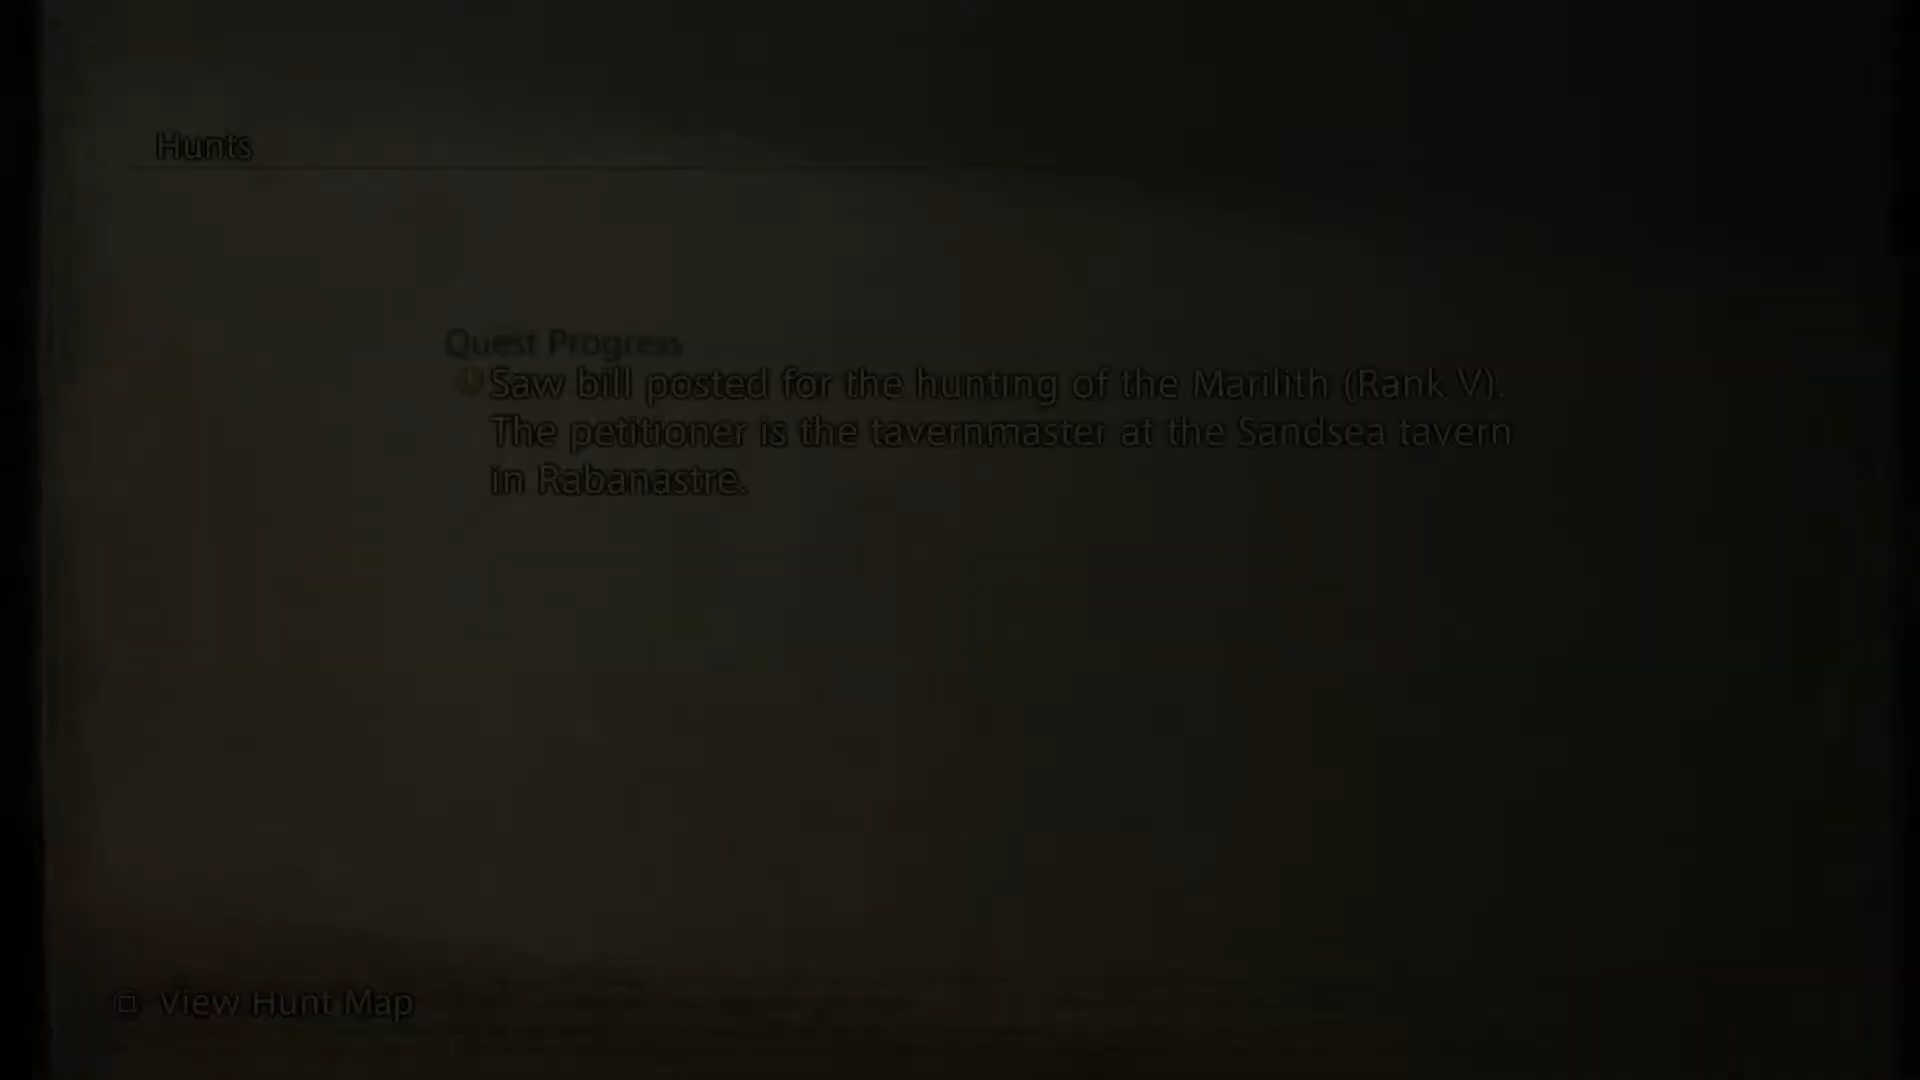 Hunts
Quest Progress
Saw bill posted for the hunting of the Marilith (Rank V).
The petitioner is the tavernmaster at the Sandsea tavern
in Rabanastre.
View Hunt Map